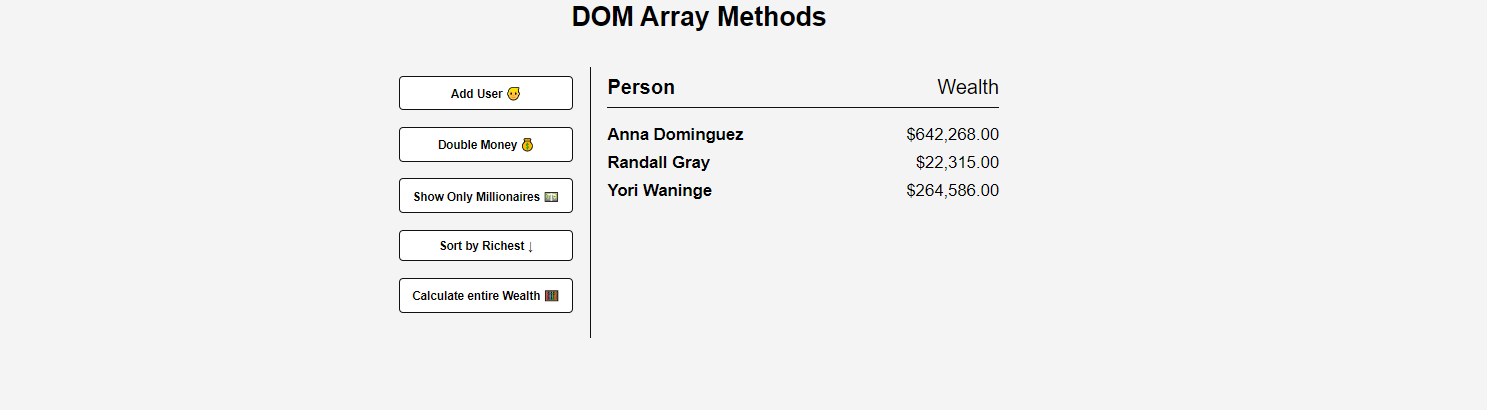 DOM Array Methods
Add User 👱
Double Money 💰
Show Only Millionaires 💵
Sort by Richest ↓
Calculate entire Wealth 🧮
Person Wealth
Anna Dominguez $642,268.00
Randall Gray $22,315.00
Yori Waninge $264,586.00